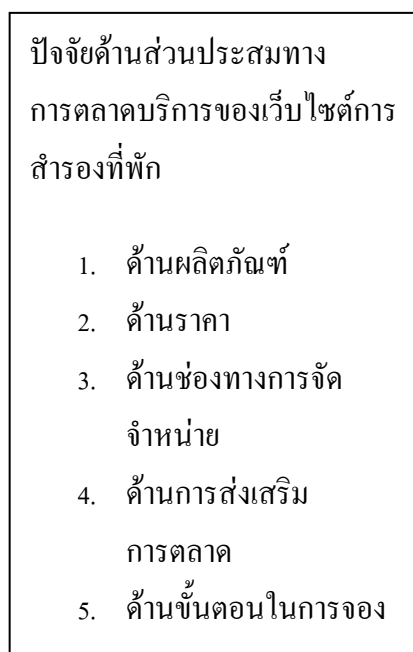 ปัจจัยด้านส่วนประสมทาง
การตลาดบริการของเว็บไซต์การ
สำรองที่พัก
1. ด้านผลิตภัณฑ์
2. ด้านราคา
3. ด้านช่องทางการจัด
จำหน่าย
4. ด้านการส่งเสริม
การตลาด
5. ด้านขั้นตอนในการจอง